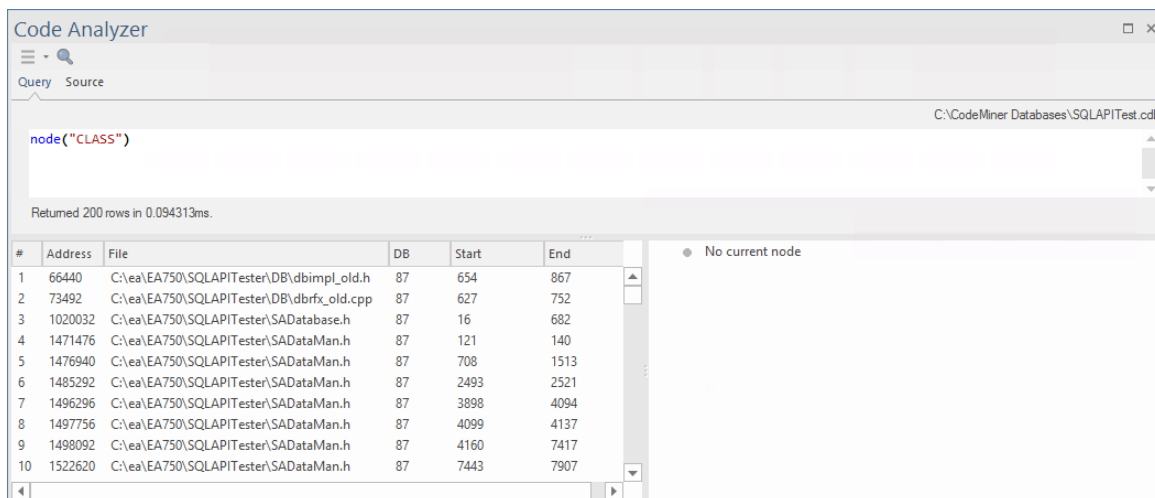 Code Analyzer
Query Source
C:\CodeMiner Databases\SQLAPITest.cdb
node("CLASS")
Returned 200 rows in 0.094313ms.
# Address File DB Start End
1 66440 C:\ea\EA750\SQLAPITester\DB\dbimpl_old.h 87 654 867
2 73492 C:\ea\EA750\SQLAPITester\DB\dbrfx_old.cpp 87 627 752
3 1020032 C:\ea\EA750\SQLAPITester\SADatabase.h 87 16 682
4 1471476 C:\ea\EA750\SQLAPITester\SADataMan.h 87 121 140
5 1476940 C:\ea\EA750\SQLAPITester\SADataMan.h 87 708 1513
6 1485292 C:\ea\EA750\SQLAPITester\SADataMan.h 87 2493 2521
7 1496296 C:\ea\EA750\SQLAPITester\SADataMan.h 87 3898 4094
8 1497756 C:\ea\EA750\SQLAPITester\SADataMan.h 87 4099 4137
9 1498092 C:\ea\EA750\SQLAPITester\SADataMan.h 87 4160 7417
10 1522620 C:\ea\EA750\SQLAPITester\SADataMan.h 87 7443 7907
No current node